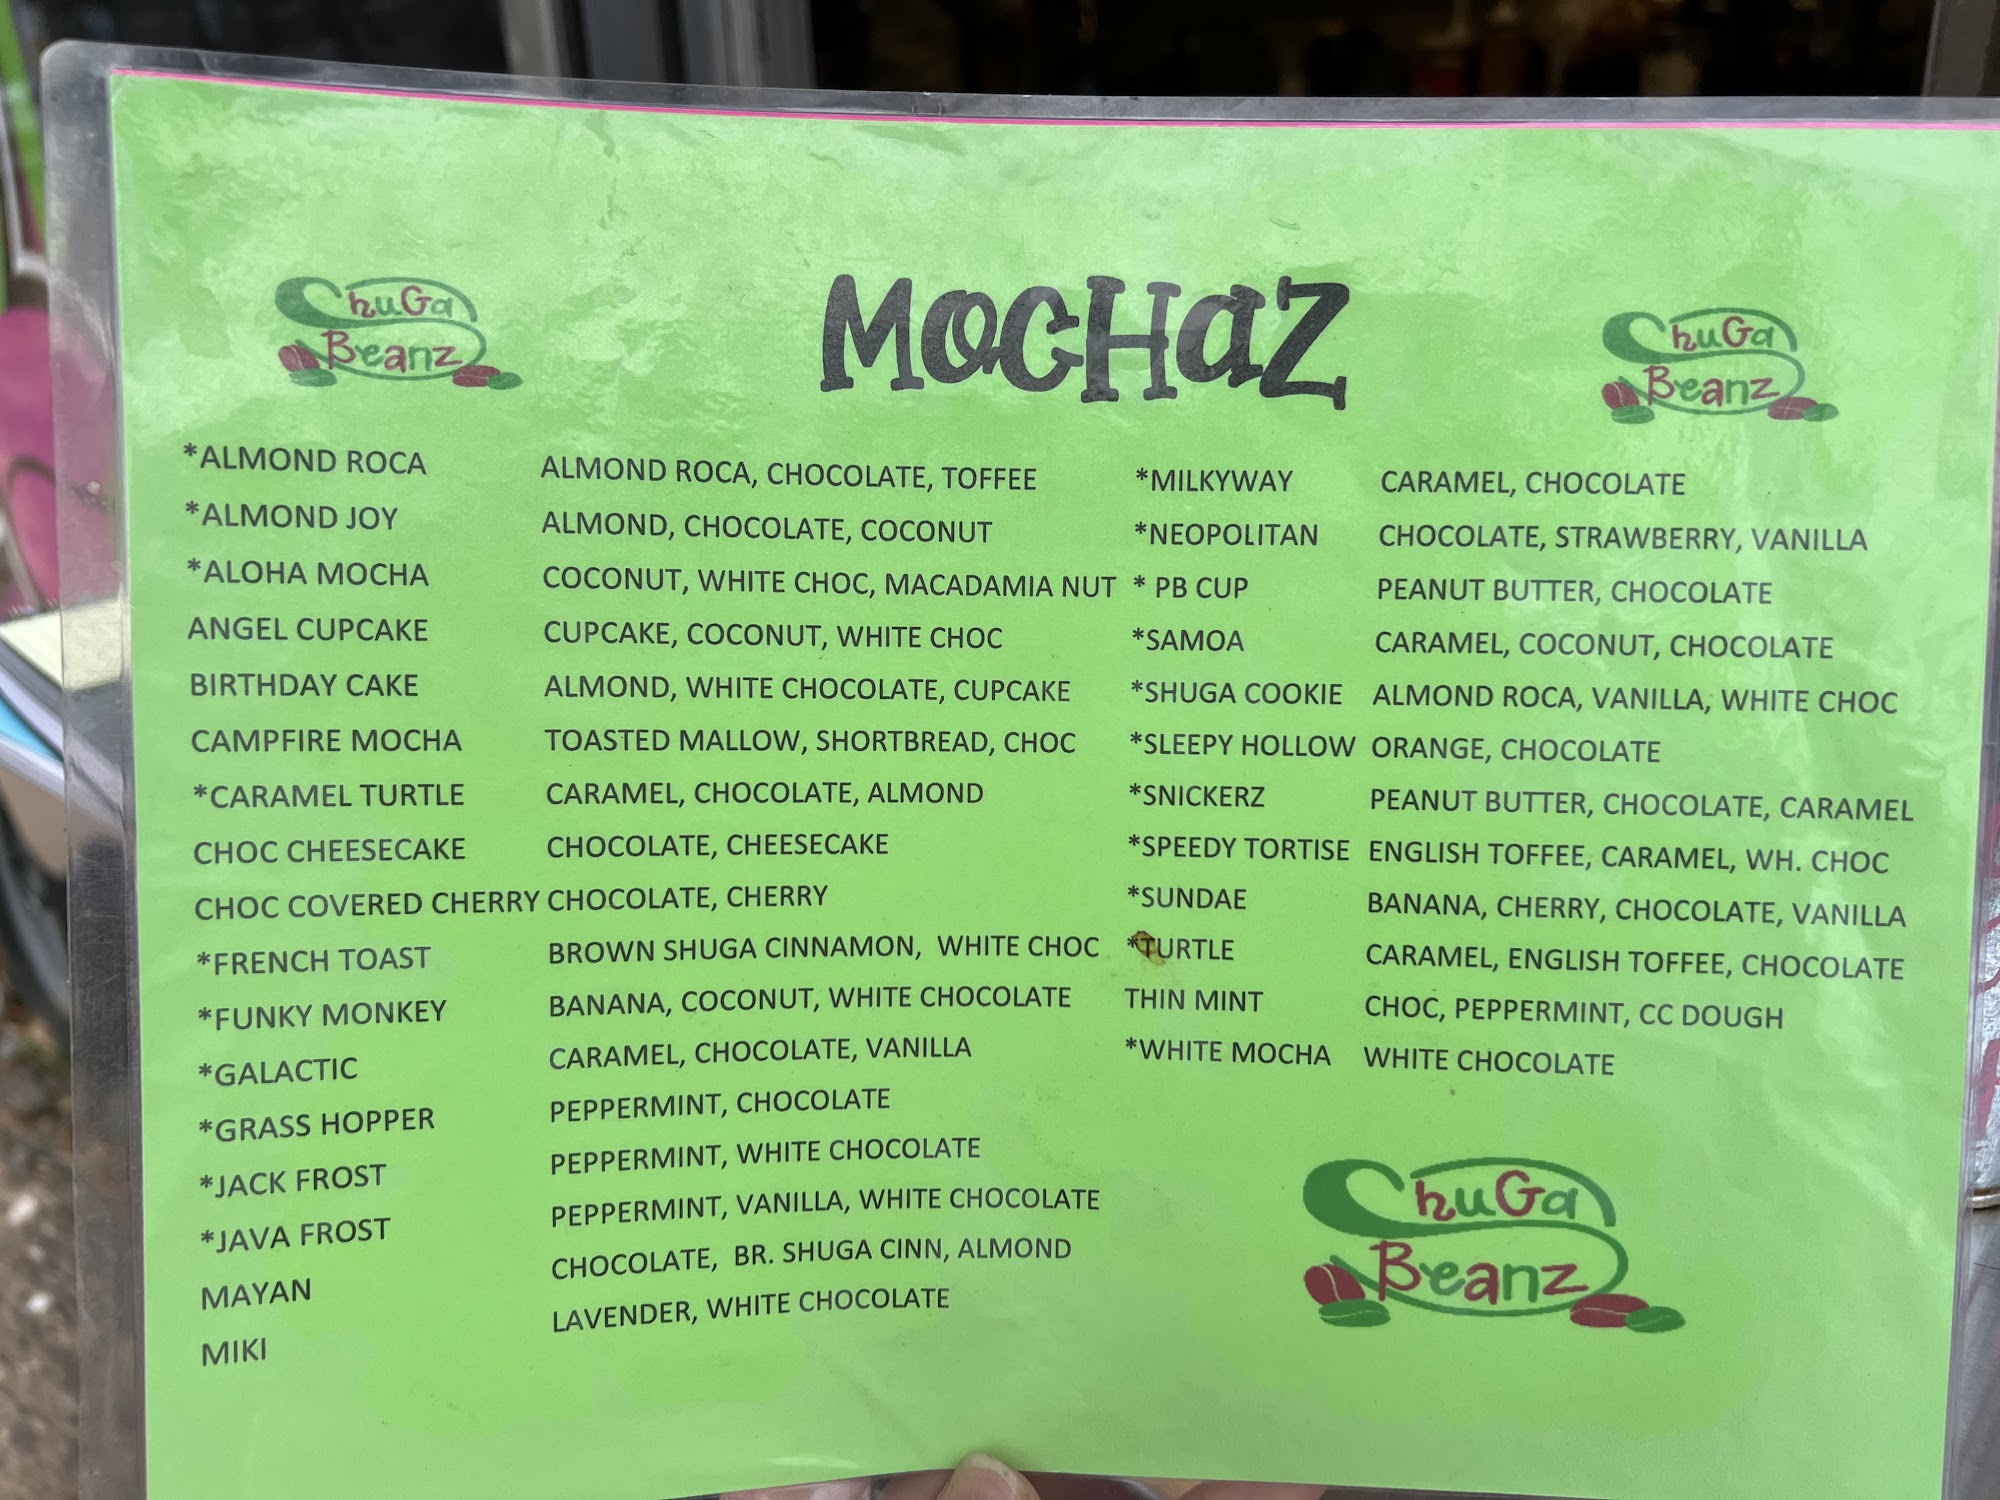 ShuGa Beanz
MOCHAZ
ShuGa Beanz
*ALMOND ROCA ALMOND ROCA, CHOCOLATE, TOFFEE
*ALMOND JOY ALMOND, CHOCOLATE, COCONUT
*ALOHA MOCHA COCONUT, WHITE CHOC, MACADAMIA NUT
ANGEL CUPCAKE CUPCAKE, COCONUT, WHITE CHOC
BIRTHDAY CAKE ALMOND, WHITE CHOCOLATE, CUPCAKE
CAMPFIRE MOCHA TOASTED MALLOW, SHORTBREAD, CHOC
*CARAMEL TURTLE CARAMEL, CHOCOLATE, ALMOND
CHOC CHEESECAKE CHOCOLATE, CHEESECAKE
CHOC COVERED CHERRY CHOCOLATE, CHERRY
*FRENCH TOAST BROWN SHUGA CINNAMON, WHITE CHOC
*FUNKY MONKEY BANANA, COCONUT, WHITE CHOCOLATE
*GALACTIC CARAMEL, CHOCOLATE, VANILLA
*GRASS HOPPER PEPPERMINT, CHOCOLATE
*JACK FROST PEPPERMINT, WHITE CHOCOLATE
*JAVA FROST PEPPERMINT, VANILLA, WHITE CHOCOLATE
MAYAN CHOCOLATE, BR. SHUGA CINN, ALMOND
MIKI LAVENDER, WHITE CHOCOLATE
*MILKYWAY CARAMEL, CHOCOLATE
*NEOPOLITAN CHOCOLATE, STRAWBERRY, VANILLA
* PB CUP PEANUT BUTTER, CHOCOLATE
*SAMOA CARAMEL, COCONUT, CHOCOLATE
*SHUGA COOKIE ALMOND ROCA, VANILLA, WHITE CHOC
*SLEEPY HOLLOW ORANGE, CHOCOLATE
*SNICKERZ PEANUT BUTTER, CHOCOLATE, CARAMEL
*SPEEDY TORTISE ENGLISH TOFFEE, CARAMEL, WH. CHOC
*SUNDAE BANANA, CHERRY, CHOCOLATE, VANILLA
*TURTLE CARAMEL, ENGLISH TOFFEE, CHOCOLATE
THIN MINT CHOC, PEPPERMINT, CC DOUGH
*WHITE MOCHA WHITE CHOCOLATE
ShuGa Beanz